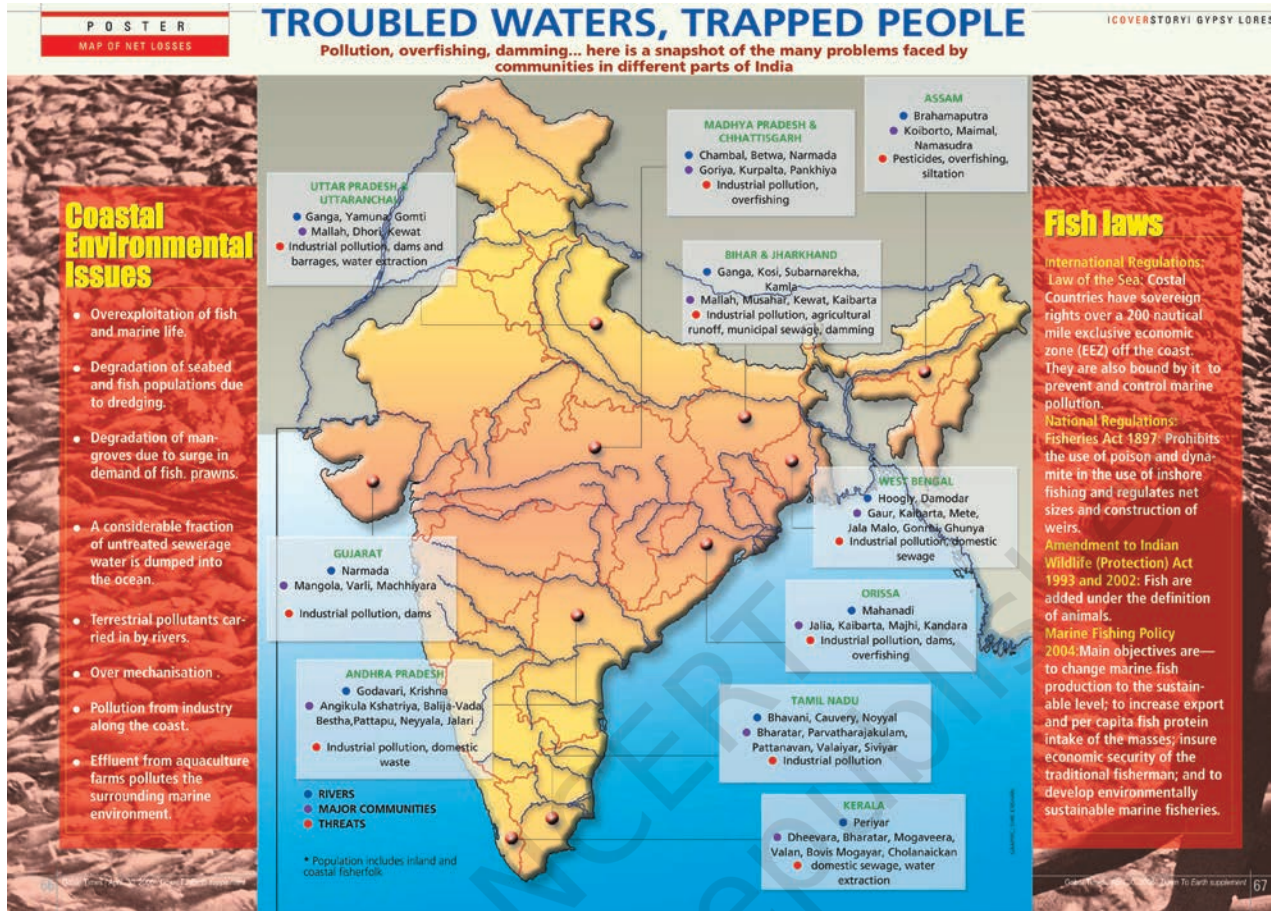 POSTER
MAP OF NET LOSSES
TROUBLED WATERS, TRAPPED PEOPLE
Pollution, overfishing, damming... here is a snapshot of the many problems faced by
communities in different parts of India
|COVERSTORY| GYPSY LORES
Coastal
Environmental
Issues
• Overexploitation of fish
and marine life.
• Degradation of seabed
and fish populations due
to dredging.
• Degradation of man-
groves due to surge in
demand of fish. prawns.
• A considerable fraction
of untreated sewerage
water is dumped into
the ocean.
• Terrestrial pollutants car-
ried in by rivers.
• Over mechanisation .
• Pollution from industry
along the coast.
• Effluent from aquaculture
farms pollutes the
surrounding marine
environment.
UTTAR PRADESH &
UTTARANCHAL
• Ganga, Yamuna, Gomti
• Mallah, Dhori, Kewat
• Industrial pollution, dams and
barrages, water extraction
MADHYA PRADESH &
CHHATTISGARH
• Chambal, Betwa, Narmada
• Goriya, Kurpalta, Pankhiya
• Industrial pollution,
overfishing
ASSAM
• Brahamaputra
• Koiborto, Maimal,
Namasudra
• Pesticides, overfishing,
siltation
BIHAR & JHARKHAND
• Ganga, Kosi, Subarnarekha,
Kamla
• Mallah, Musahar, Kewat, Kaibarta
• Industrial pollution, agricultural
runoff, municipal sewage, damming
WEST BENGAL
• Hoogly, Damodar
• Gaur, Kaibarta, Mete,
Jala Malo, Gonrhi, Ghunya
• Industrial pollution, domestic
sewage
GUJARAT
• Narmada
• Mangola, Varli, Machhiyara
• Industrial pollution, dams
ORISSA
• Mahanadi
• Jalia, Kaibarta, Majhi, Kandara
• Industrial pollution, dams,
overfishing
ANDHRA PRADESH
• Godavari, Krishna
• Angikula Kshatriya, Balija-Vada,
Bestha,Pattapu, Neyyala, Jalari
• Industrial pollution, domestic
waste
TAMIL NADU
• Bhavani, Cauvery, Noyyal
• Bharatar, Parvatharajakulam,
Pattanavan, Valaiyar, Siviyar
• Industrial pollution
KERALA
• Periyar
• Dheevara, Bharatar, Mogaveera,
Valan, Bovis Mogayar, Cholanaickan
• domestic sewage, water
extraction
• RIVERS
• MAJOR COMMUNITIES
• THREATS
* Population includes inland and
coastal fisherfolk
Fish laws
International Regulations:
Law of the Sea: Costal
Countries have sovereign
rights over a 200 nautical
mile exclusive economic
zone (EEZ) off the coast.
They are also bound by it to
prevent and control marine
pollution.
National Regulations:
Fisheries Act 1897: Prohibits
the use of poison and dyna-
mite in the use of inshore
fishing and regulates net
sizes and construction of
weirs.
Amendment to Indian
Wildlife (Protection) Act
1993 and 2002: Fish are
added under the definition
of animals.
Marine Fishing Policy
2004:Main objectives are—
to change marine fish
production to the sustain-
able level; to increase export
and per capita fish protein
intake of the masses; insure
economic security of the
traditional fisherman; and to
develop environmentally
sustainable marine fisheries.
Down To Earth supplement
67